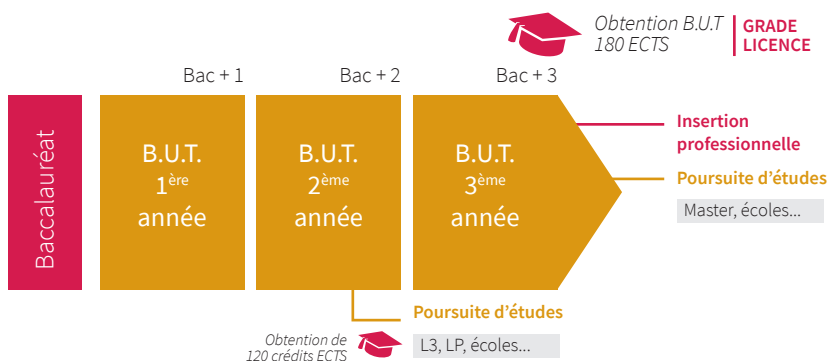 Obtention B.U.T
180 ECTS
GRADE
LICENCE
Bac + 1
Bac + 2
Bac + 3
Baccalauréat
B.U.T.
1ère
année
B.U.T.
2ème
année
B.U.T.
3ème
année
Insertion
professionnelle
Poursuite d'études
Master, écoles...
Poursuite d'études
L3, LP, écoles...
Obtention de
120 crédits ECTS